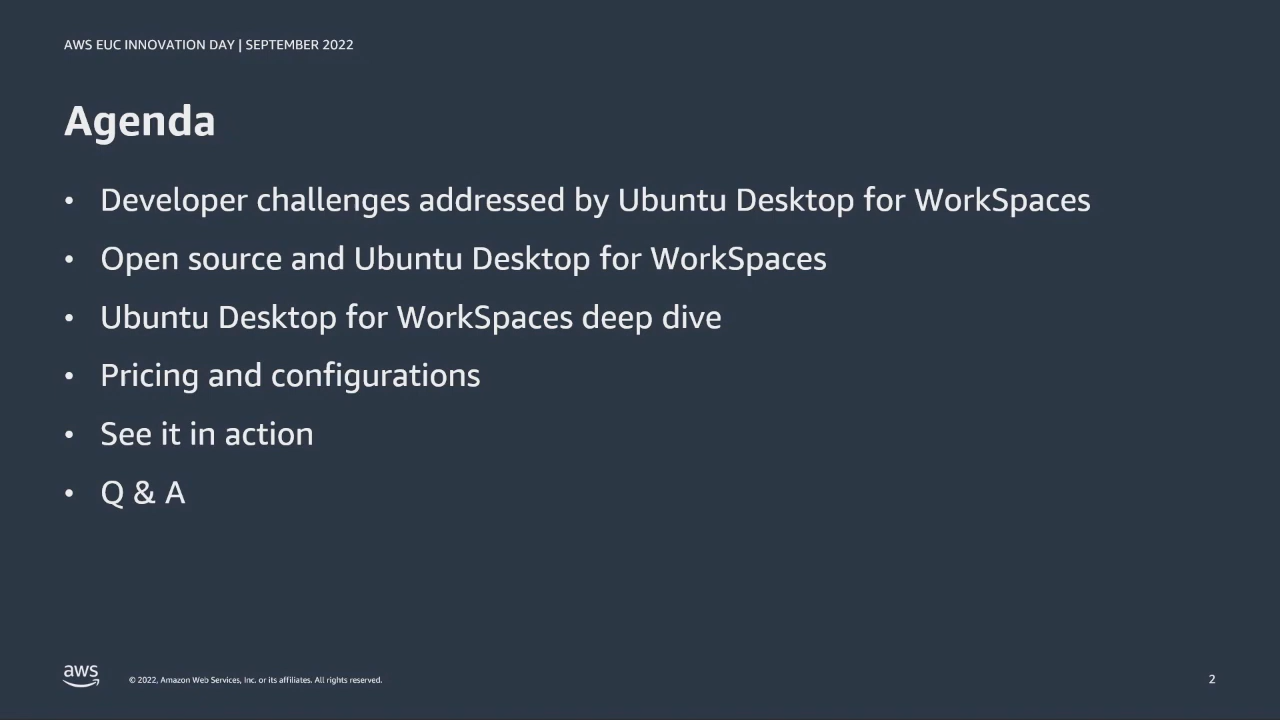 AWS EUC INNOVATION DAY | SEPTEMBER 2022
Agenda
• Developer challenges addressed by Ubuntu Desktop for WorkSpaces
• Open source and Ubuntu Desktop for WorkSpaces
• Ubuntu Desktop for WorkSpaces deep dive
• Pricing and configurations
• See it in action
• Q & A
aws
© 2022, Amazon Web Services, Inc. or its affiliates. All rights reserved.
2